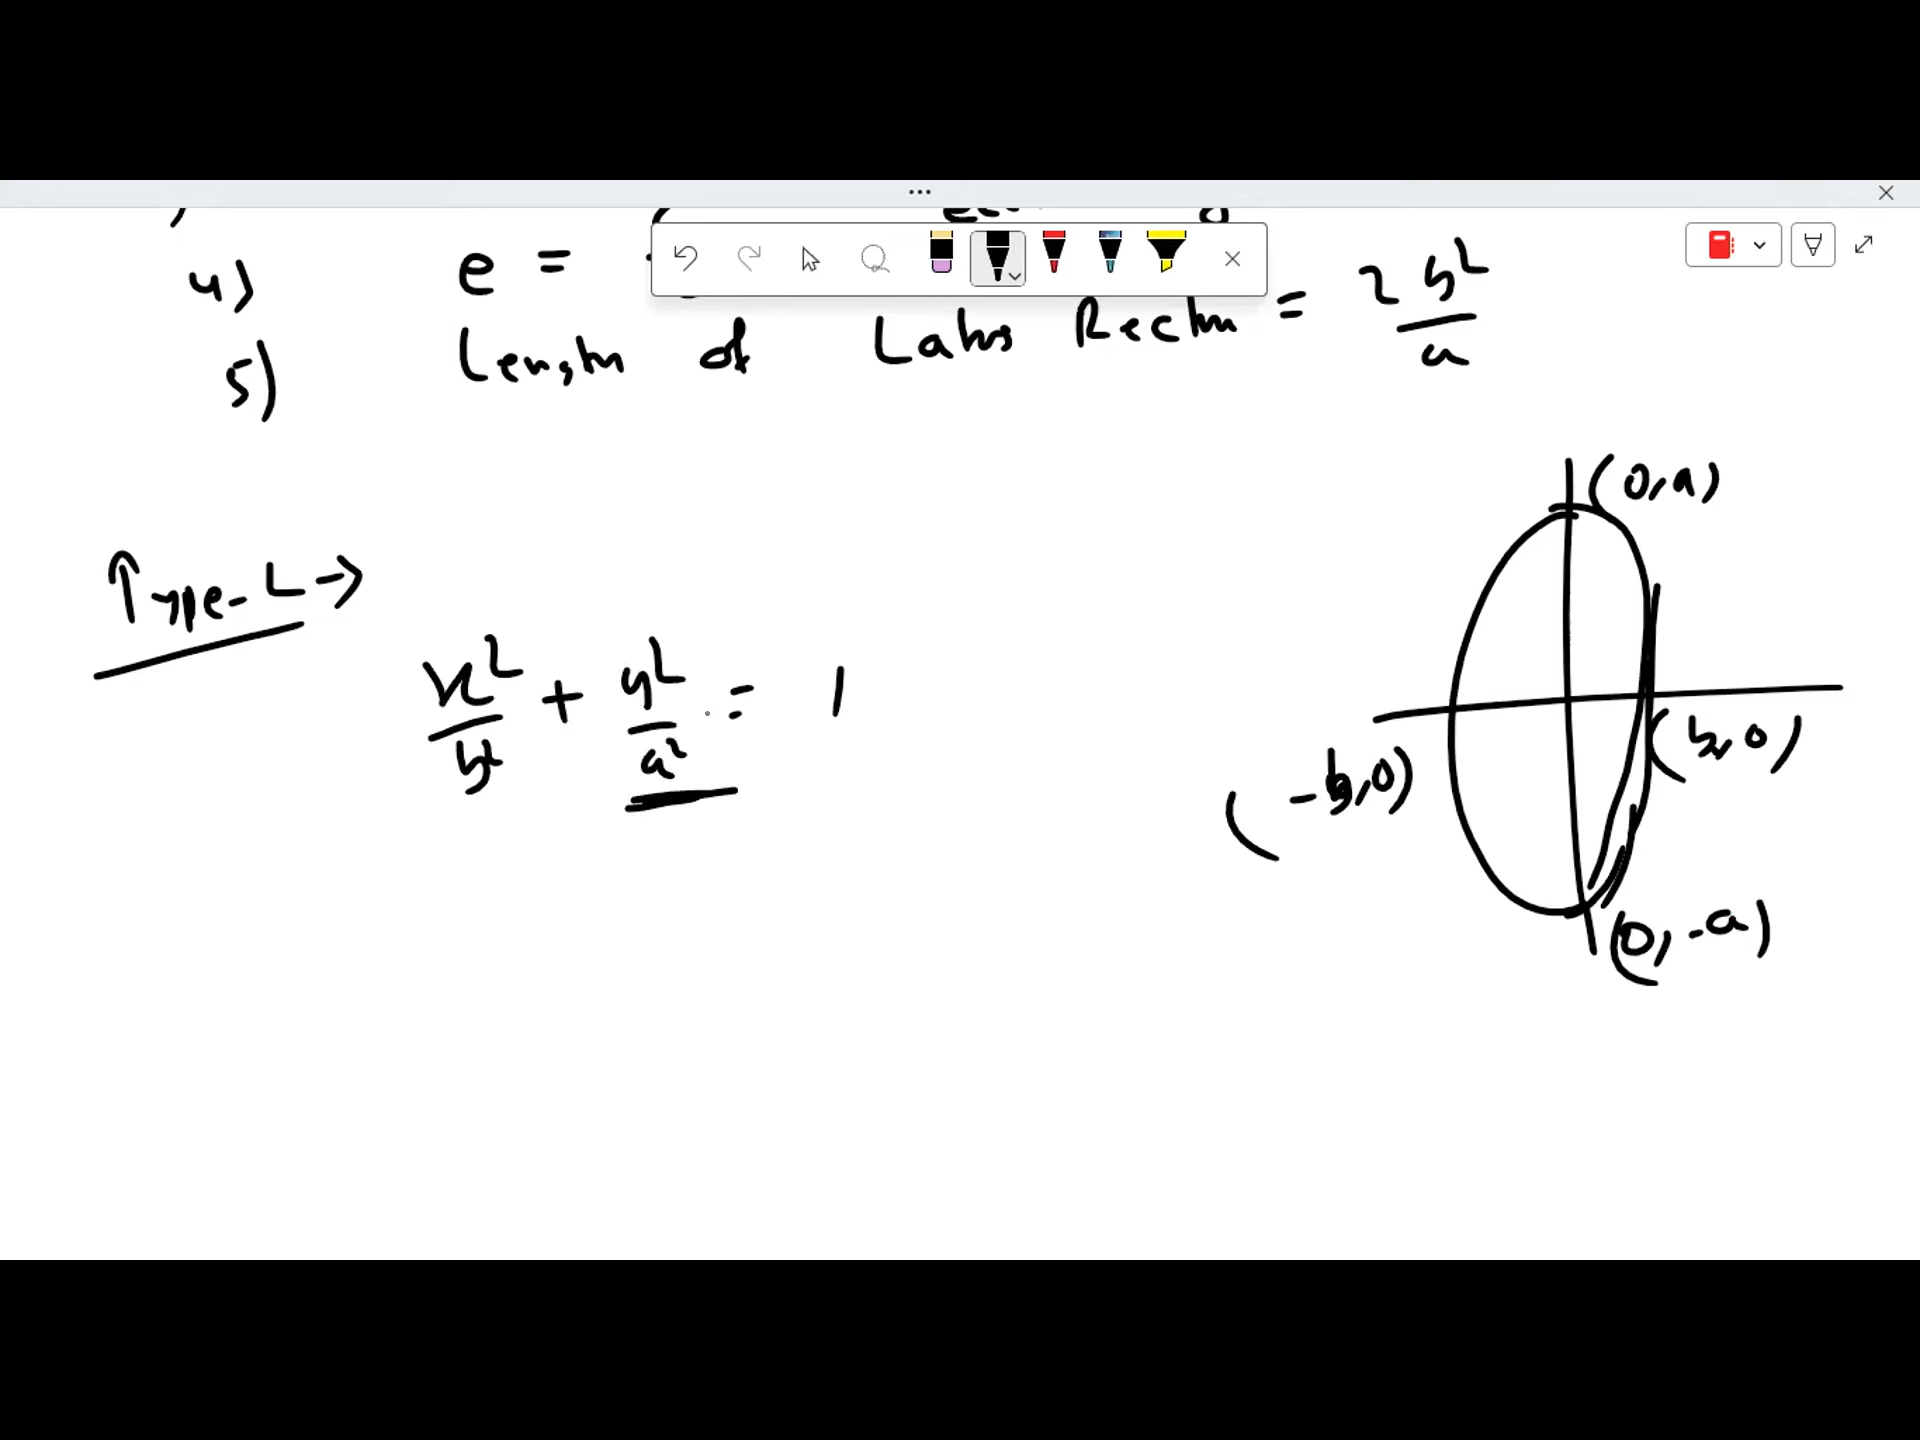 4) e =
5) Length of Latus Rectum = 2b²/a
(0,a)
Type-2 →
x²/b² + y²/a² = 1
(b,0)
(-b,0)
(0,-a)